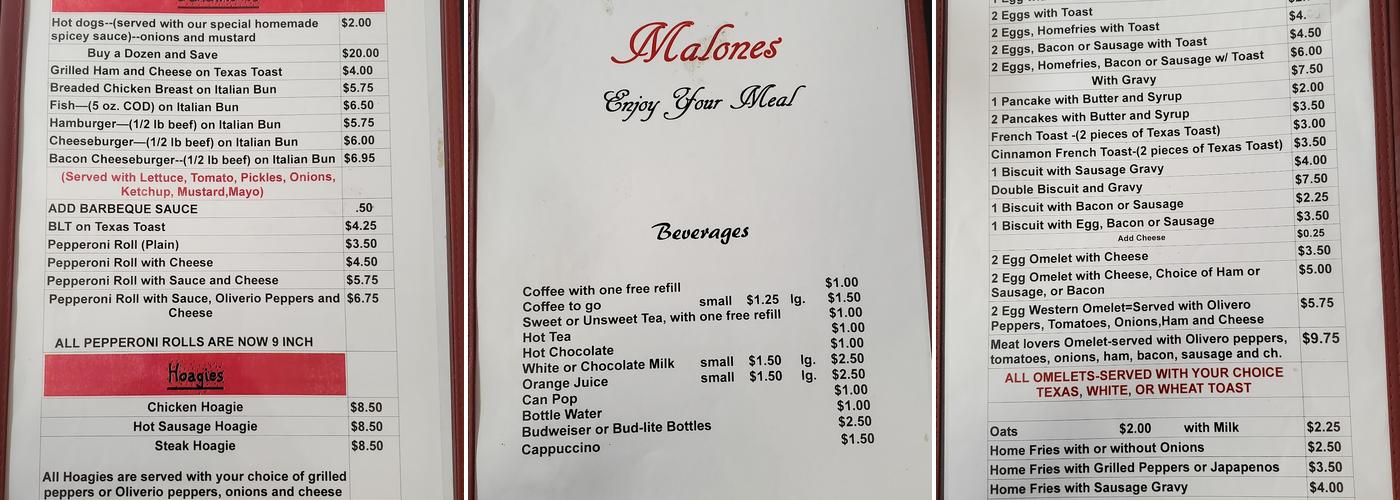 Hot dogs--(served with our special homemade $2.00
spicey sauce)--onions and mustard
Buy a Dozen and Save $20.00
Grilled Ham and Cheese on Texas Toast $4.00
Breaded Chicken Breast on Italian Bun $5.75
Fish—(5 oz. COD) on Italian Bun $6.50
Hamburger—(1/2 lb beef) on Italian Bun $5.75
Cheeseburger—(1/2 lb beef) on Italian Bun $6.00
Bacon Cheeseburger--(1/2 lb beef) on Italian Bun $6.95
(Served with Lettuce, Tomato, Pickles, Onions,
Ketchup, Mustard,Mayo)
ADD BARBEQUE SAUCE .50
BLT on Texas Toast $4.25
Pepperoni Roll (Plain) $3.50
Pepperoni Roll with Cheese $4.50
Pepperoni Roll with Sauce and Cheese $5.75
Pepperoni Roll with Sauce, Oliverio Peppers and $6.75
Cheese
ALL PEPPERONI ROLLS ARE NOW 9 INCH
Hoagies
Chicken Hoagie $8.50
Hot Sausage Hoagie $8.50
Steak Hoagie $8.50
All Hoagies are served with your choice of grilled
peppers or Oliverio peppers, onions and cheese
Malones
Enjoy Your Meal
Beverages
Coffee with one free refill $1.00
Coffee to go small $1.25 lg. $1.50
Sweet or Unsweet Tea, with one free refill $1.00
Hot Tea $1.00
Hot Chocolate $1.00
White or Chocolate Milk small $1.50 lg. $2.50
Orange Juice small $1.50 lg. $2.50
Can Pop $1.00
Bottle Water $1.00
Budweiser or Bud-lite Bottles $2.50
Cappuccino $1.50
2 Eggs with Toast
2 Eggs, Homefries with Toast $4.
2 Eggs, Bacon or Sausage with Toast $4.50
2 Eggs, Homefries, Bacon or Sausage w/ Toast $6.00
With Gravy $7.50
1 Pancake with Butter and Syrup $2.00
2 Pancakes with Butter and Syrup $3.50
French Toast -(2 pieces of Texas Toast) $3.00
Cinnamon French Toast-(2 pieces of Texas Toast) $3.50
1 Biscuit with Sausage Gravy $4.00
Double Biscuit and Gravy $7.50
1 Biscuit with Bacon or Sausage $2.25
1 Biscuit with Egg, Bacon or Sausage $3.50
Add Cheese $0.25
2 Egg Omelet with Cheese $3.50
2 Egg Omelet with Cheese, Choice of Ham or $5.00
Sausage, or Bacon
2 Egg Western Omelet=Served with Olivero $5.75
Peppers, Tomatoes, Onions,Ham and Cheese
Meat lovers Omelet-served with Olivero peppers, $9.75
tomatoes, onions, ham, bacon, sausage and ch.
ALL OMELETS-SERVED WITH YOUR CHOICE
TEXAS, WHITE, OR WHEAT TOAST
Oats $2.00 with Milk $2.25
Home Fries with or without Onions $2.50
Home Fries with Grilled Peppers or Japapenos $3.50
Home Fries with Sausage Gravy $4.00